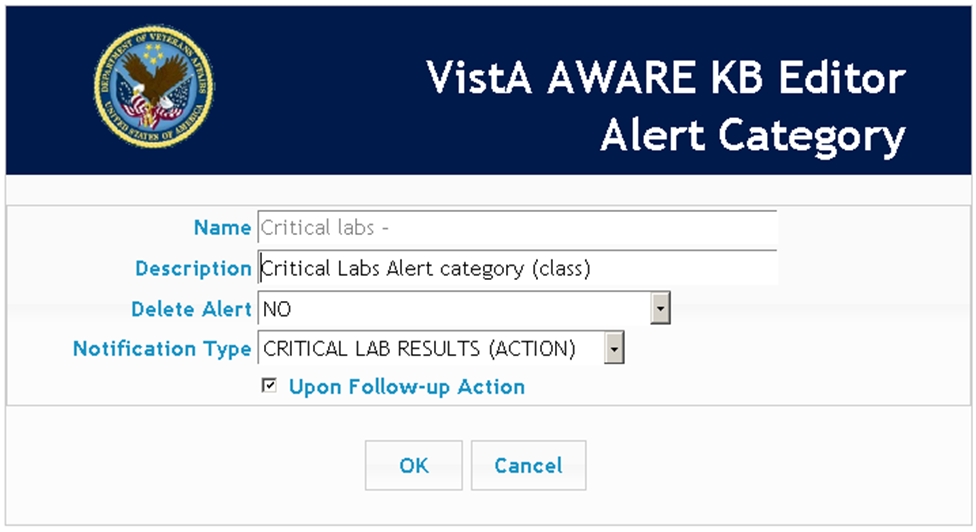 DEPARTMENT OF VETERANS AFFAIRS
UNITED STATES OF AMERICA
VistA AWARE KB Editor
Alert Category
Name Critical labs -
Description Critical Labs Alert category (class)
Delete Alert NO
Notification Type CRITICAL LAB RESULTS (ACTION)
Upon Follow-up Action
OK Cancel